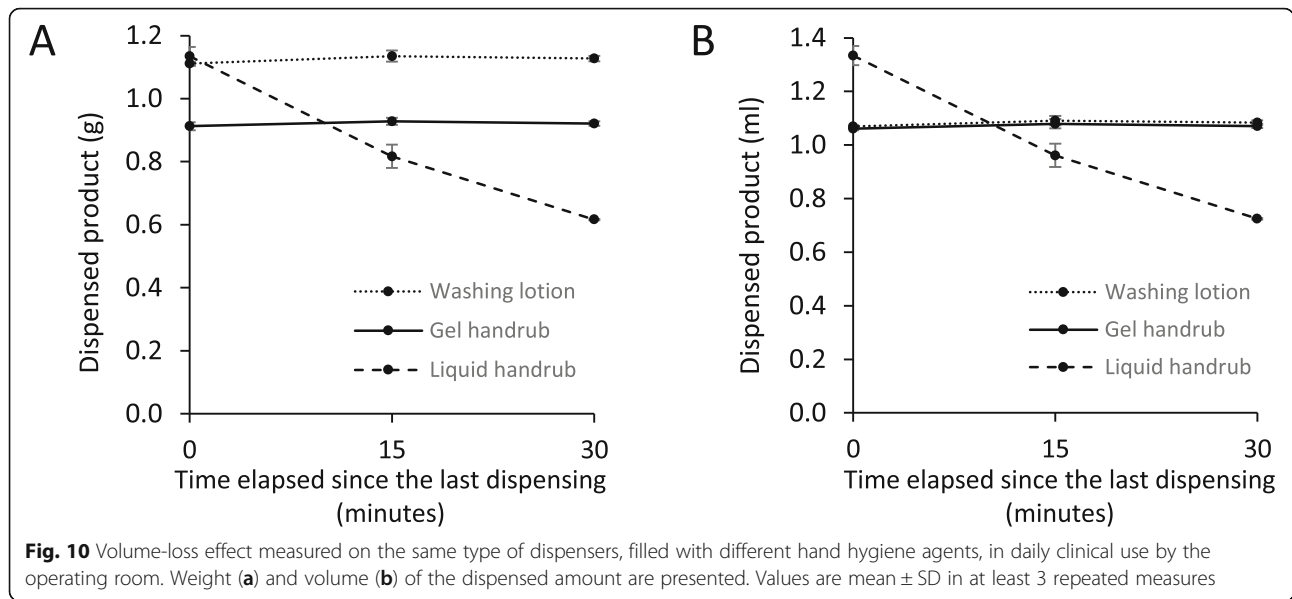 A
Dispensed product (g)
1.2
1.0
0.8
0.6
0.4
0.2
0.0
Washing lotion
Gel handrub
Liquid handrub
0 15 30
Time elapsed since the last dispensing
(minutes)
B
Dispensed product (ml)
1.4
1.2
1.0
0.8
0.6
0.4
0.2
0.0
Washing lotion
Gel handrub
Liquid handrub
0 15 30
Time elapsed since the last dispensing
(minutes)
Fig. 10 Volume-loss effect measured on the same type of dispensers, filled with different hand hygiene agents, in daily clinical use by the
operating room. Weight (a) and volume (b) of the dispensed amount are presented. Values are mean ± SD in at least 3 repeated measures